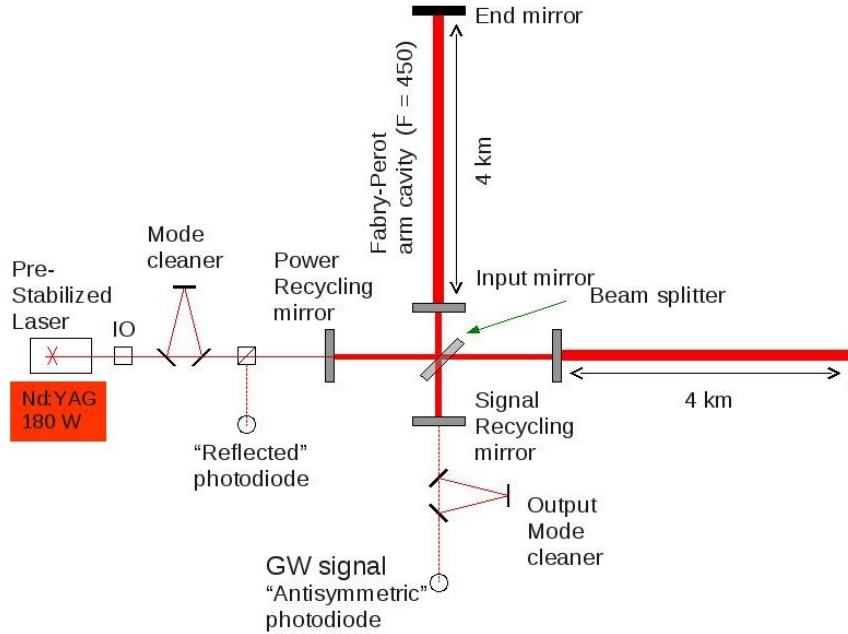 End mirror
Fabry-Perot
arm cavity (F = 450)
4 km
Mode
cleaner
Pre-
Stabilized
Laser
IO
Power
Recycling
mirror
Input mirror
Beam splitter
Nd:YAG
180 W
"Reflected"
photodiode
4 km
Signal
Recycling
mirror
Output
Mode
cleaner
GW signal
"Antisymmetric"
photodiode